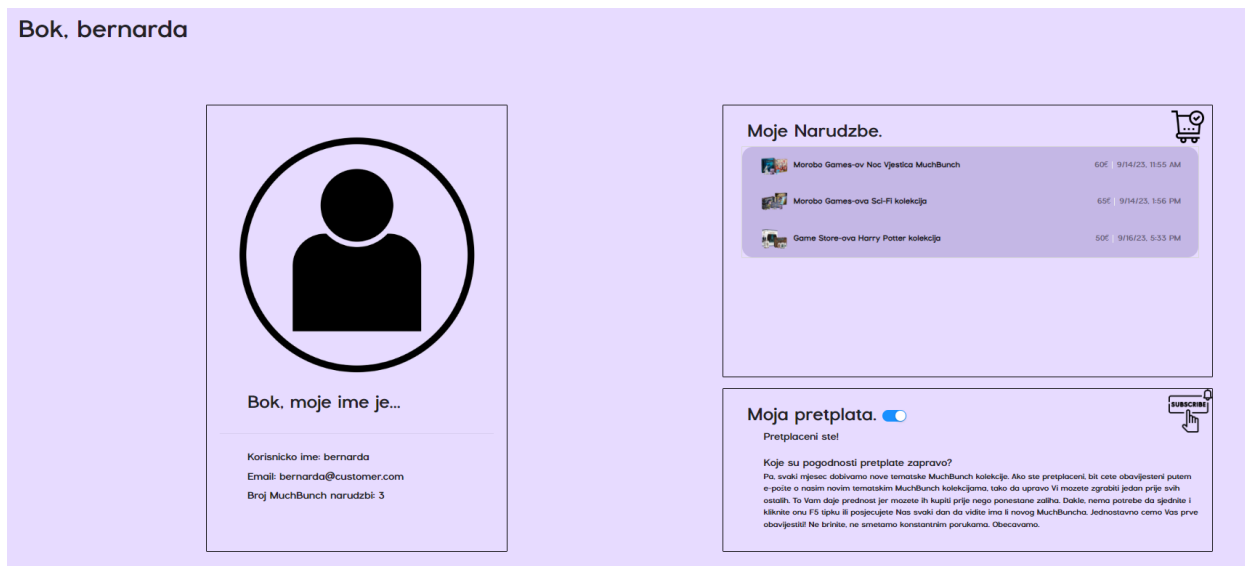 Bok, bernarda
Bok, moje ime je...
Korisnicko ime: bernarda
Email: bernarda@customer.com
Broj MuchBunch narudzbi: 3
Moje Narudzbe.
Morobo Games-ov Noc Vjestica MuchBunch 60€ | 9/14/23, 11:55 AM
Morobo Games-ova Sci-Fi kolekcija 65€ | 9/14/23, 1:56 PM
Game Store-ova Harry Potter kolekcija 50€ | 9/16/23, 5:33 PM
Moja pretplata.
SUBSCRIBE
Pretplaceni ste!
Koje su pogodnosti pretplate zapravo?
Pa, svaki mjesec dobivamo nove tematske MuchBunch kolekcije. Ako ste pretplaceni, bit cete obavijesteni putem
e-pošte o nasim novim tematskim MuchBunch kolekcijama, tako da upravo Vi mozete zgrabiti jedan prije svih
ostalih. To Vam daje prednost jer mozete ih kupiti prije nego ponestane zaliha. Dakle, nema potrebe da sjednite i
kliknite onu F5 tipku ili posjecujete Nas svaki dan da vidite ima li novog MuchBuncha. Jednostavno cemo Vas prve
obavijestiti! Ne brinite, ne smetamo konstantnim porukama. Obecavamo.